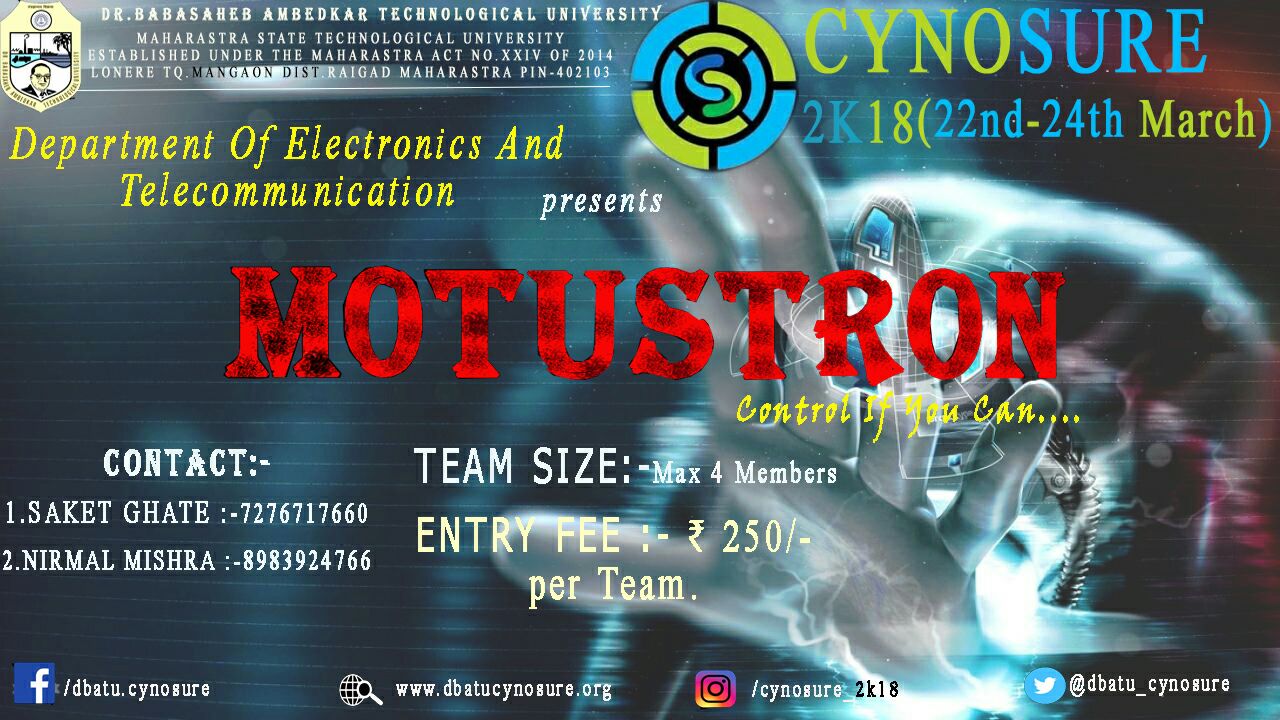 DR.BABASAHEB AMBEDKAR TECHNOLOGICAL UNIVERSITY
MAHARASTRA STATE TECHNOLOGICAL UNIVERSITY
ESTABLISHED UNDER THE MAHARASTRA ACT NO.XXIV OF 2014
LONERE TQ.MANGAON DIST.RAIGAD MAHARASTRA PIN-402103
CYNOSURE
2K18(22nd-24th March)
Department Of Electronics And
Telecommunication
presents
MOTUSTRON
Control If You Can....
CONTACT:-
1.SAKET GHATE :-7276717660
2.NIRMAL MISHRA :-8983924766
TEAM SIZE:-Max 4 Members
ENTRY FEE :- ₹ 250/-
per Team.
/dbatu.cynosure
www.dbatucynosure.org
/cynosure_2k18
@dbatu_cynosure